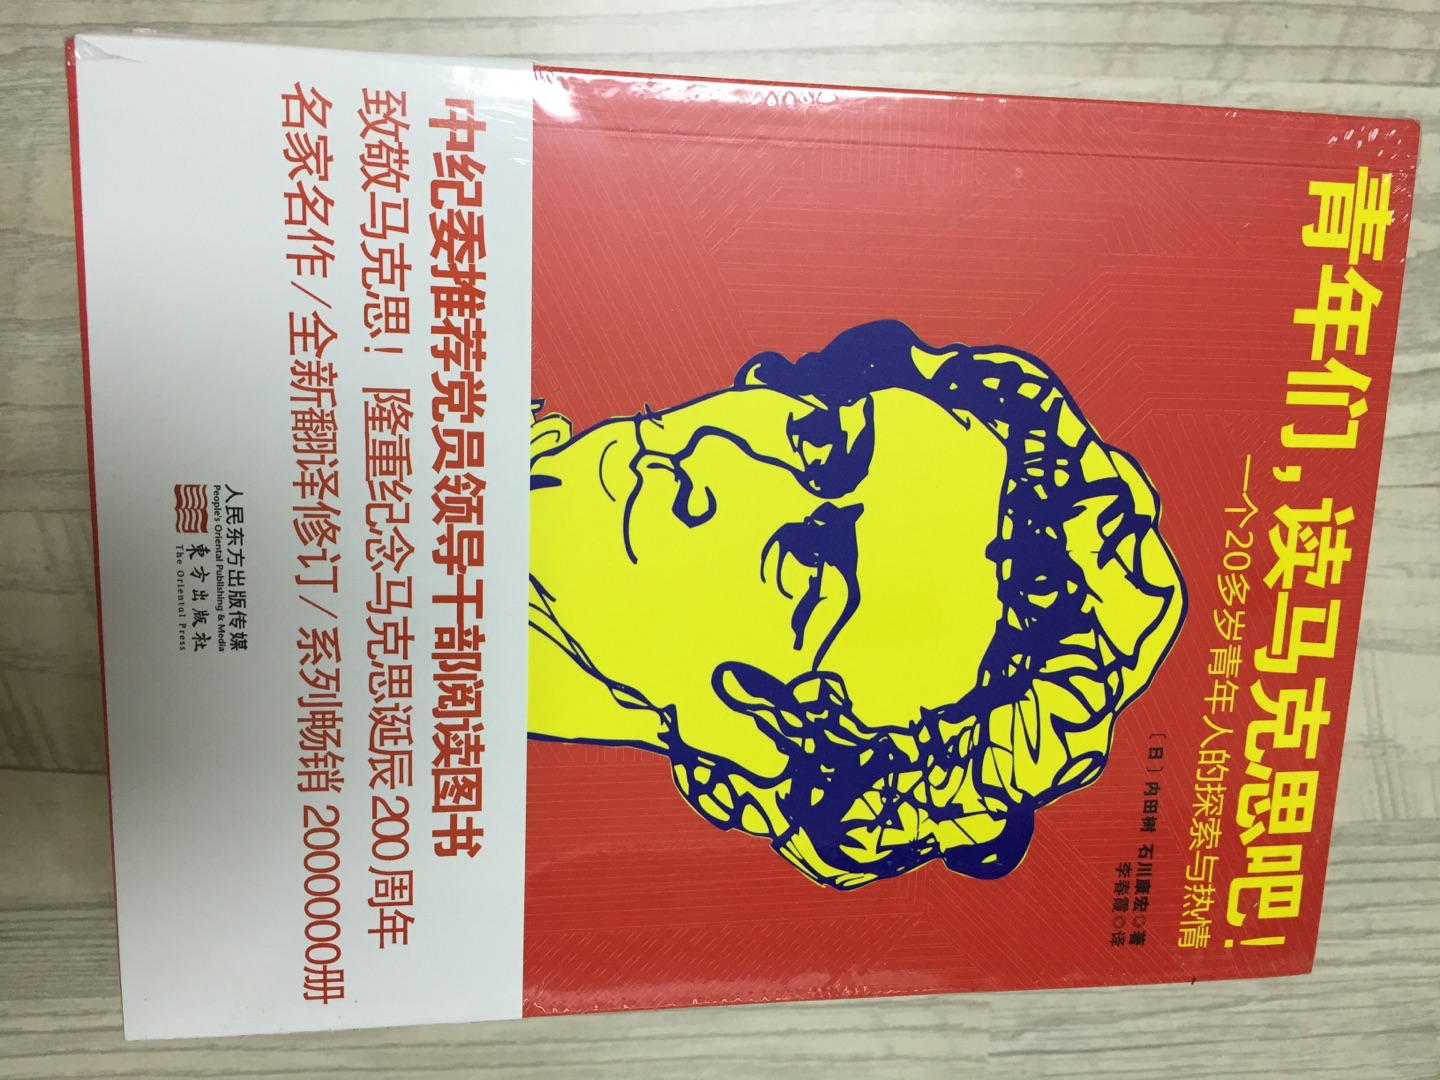 青年们，读马克思吧！
一个20多岁青年人的探索与热情
〔日〕内田树 石川康宏◎著
李春霞◎译
中纪委推荐党员领导干部阅读图书
致敬马克思！隆重纪念马克思诞辰200周年
名家名作/全新翻译修订/系列畅销2000000册
人民东方出版传媒
People's Oriental Publishing & Media
東方出版社
The Oriental Press